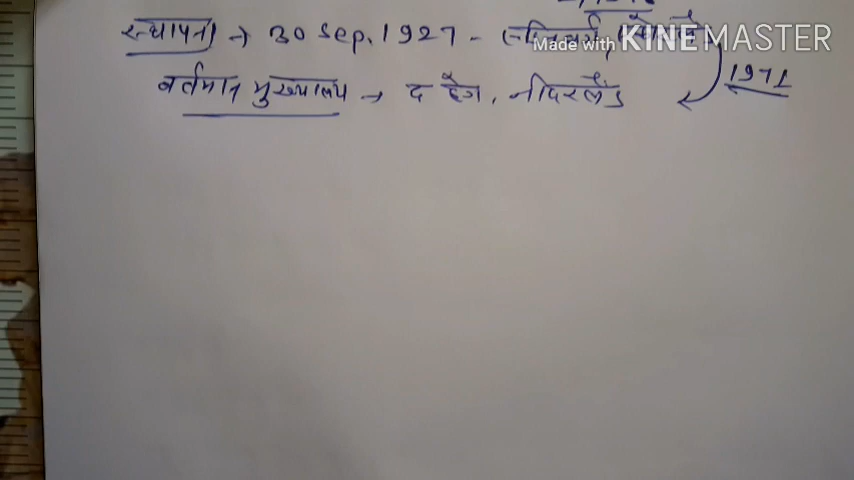 स्थापना → 30 Sep. 1927 -
Made with KINEMASTER
1971
वर्तमान मुख्यालय → द हेग, नीदरलैंड